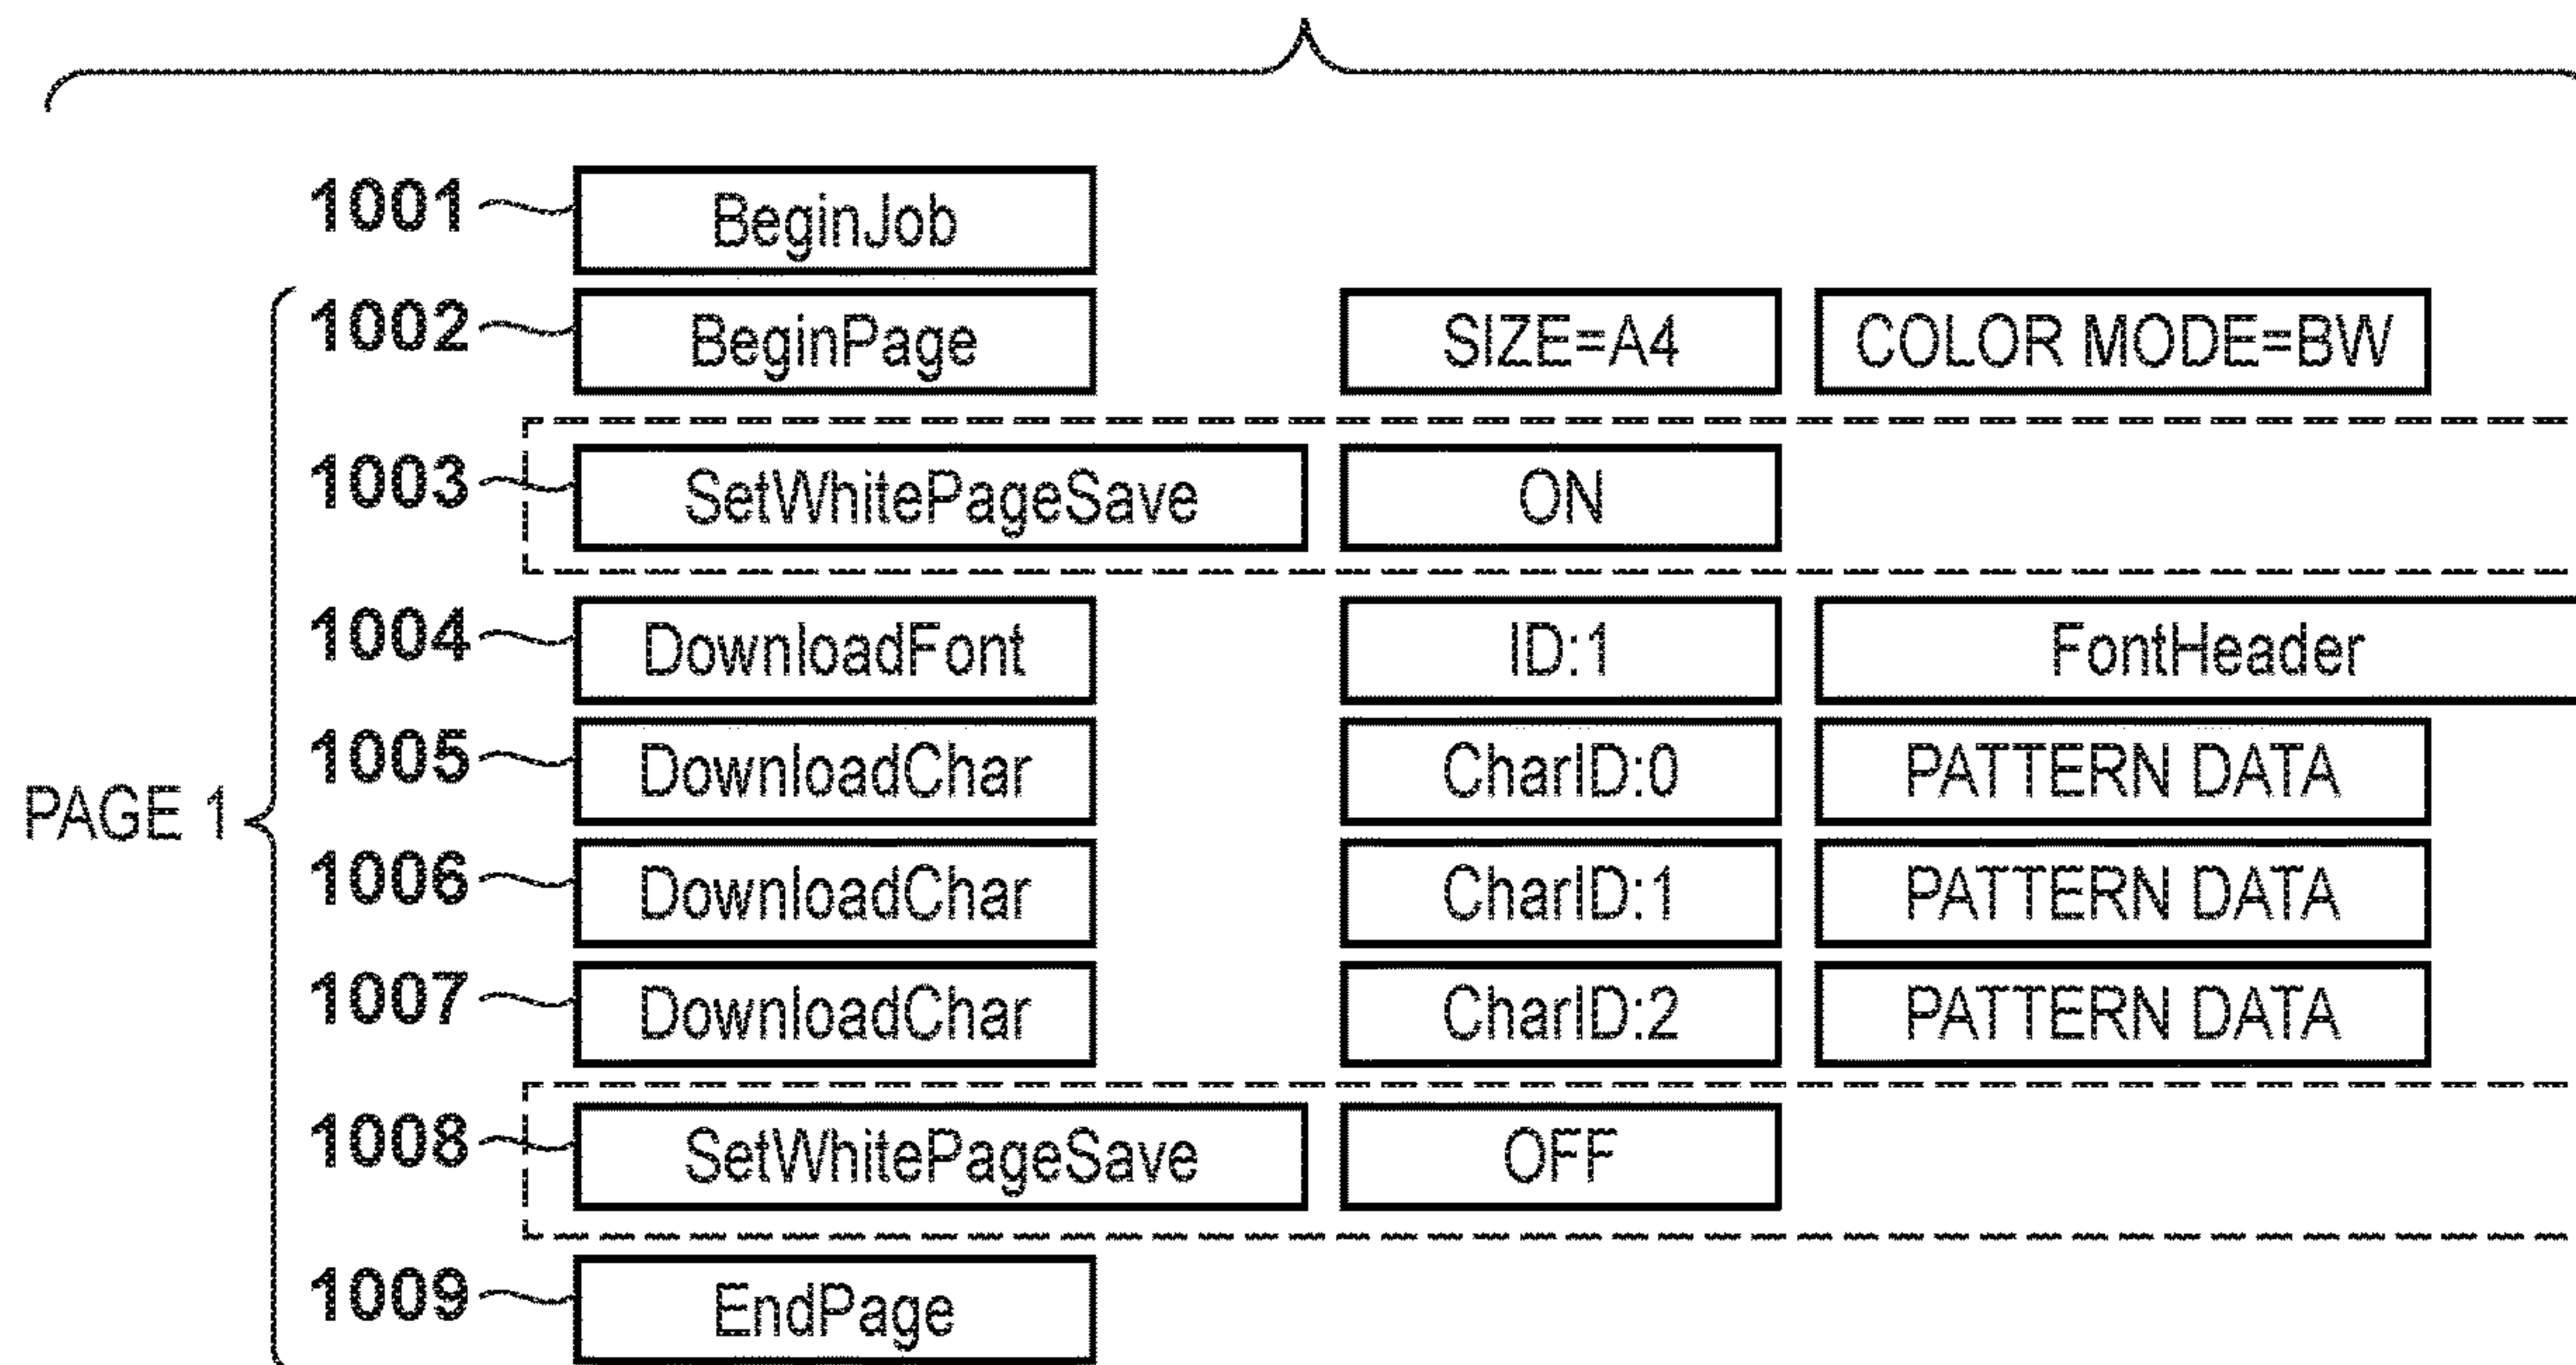 1001 BeginJob
1002 BeginPage SIZE=A4 COLOR MODE=BW
1003 SetWhitePageSave ON
1004 DownloadFont ID:1 FontHeader
1005 DownloadChar CharID:0 PATTERN DATA
PAGE 1
1006 DownloadChar CharID:1 PATTERN DATA
1007 DownloadChar CharID:2 PATTERN DATA
1008 SetWhitePageSave OFF
1009 EndPage